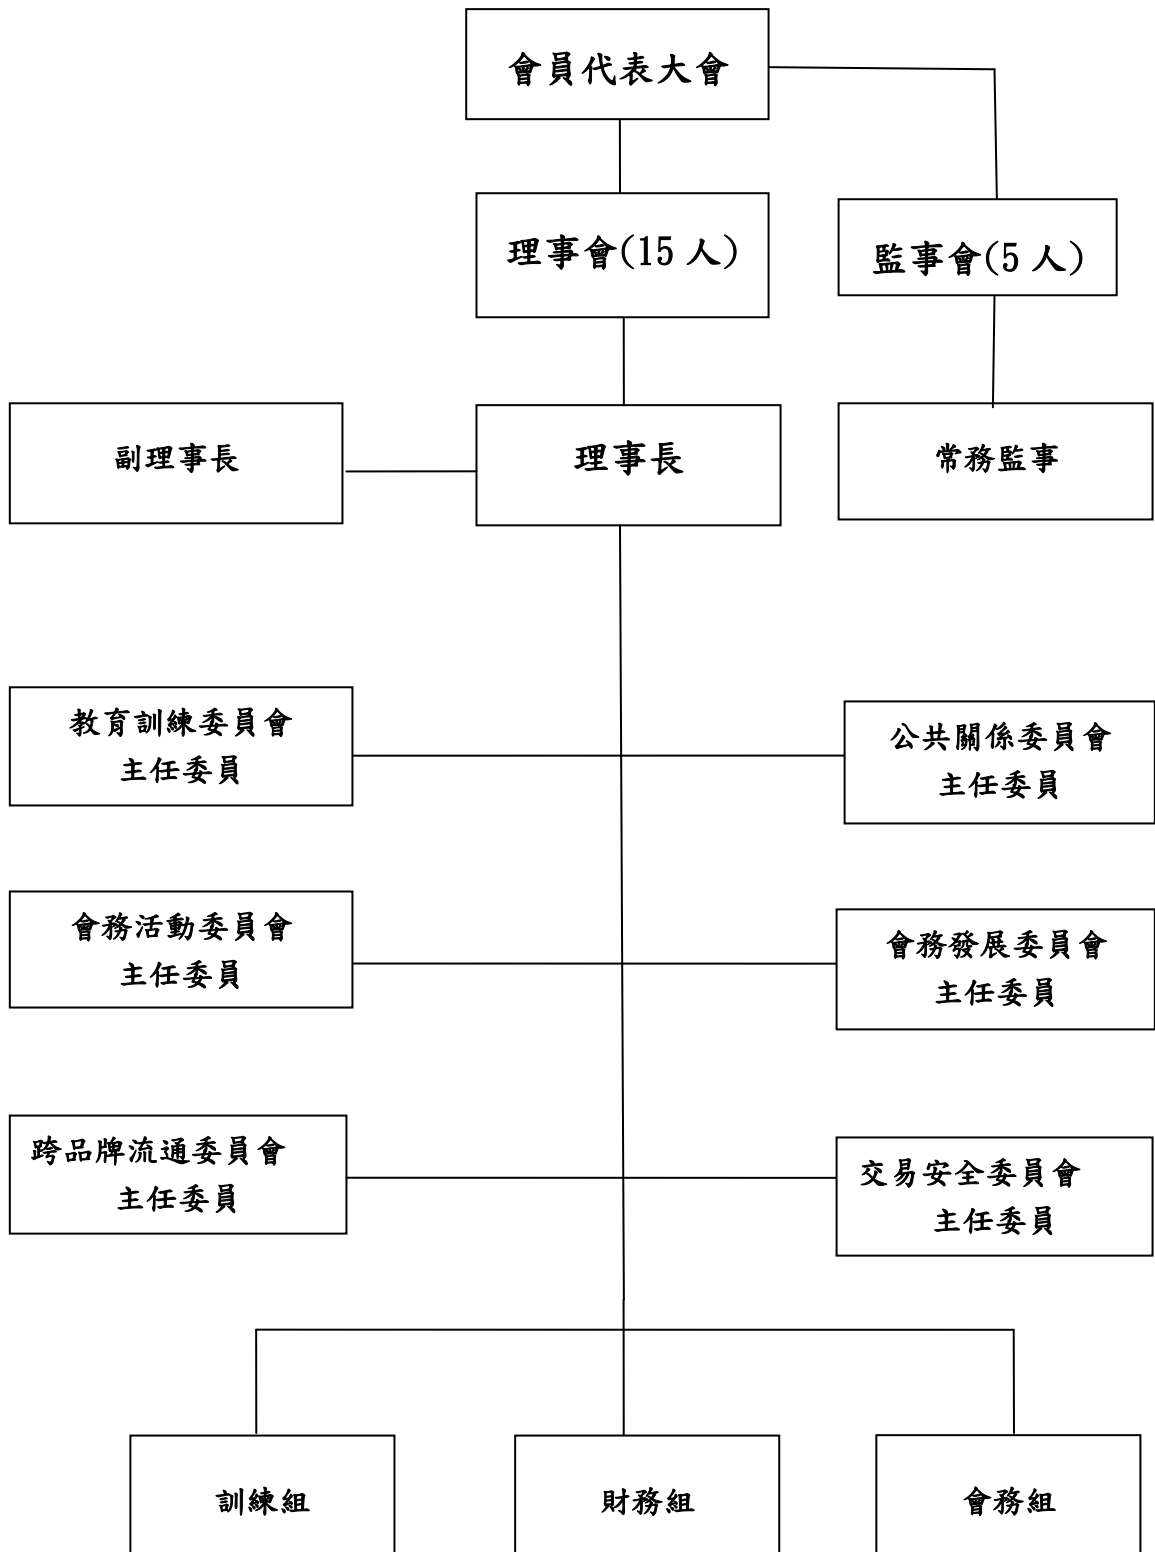 會員代表大會
理事會(15 人)
監事會(5 人)
副理事長
理事長
常務監事
教育訓練委員會
主任委員
公共關係委員會
主任委員
會務活動委員會
主任委員
會務發展委員會
主任委員
跨品牌流通委員會
主任委員
交易安全委員會
主任委員
訓練組
財務組
會務組